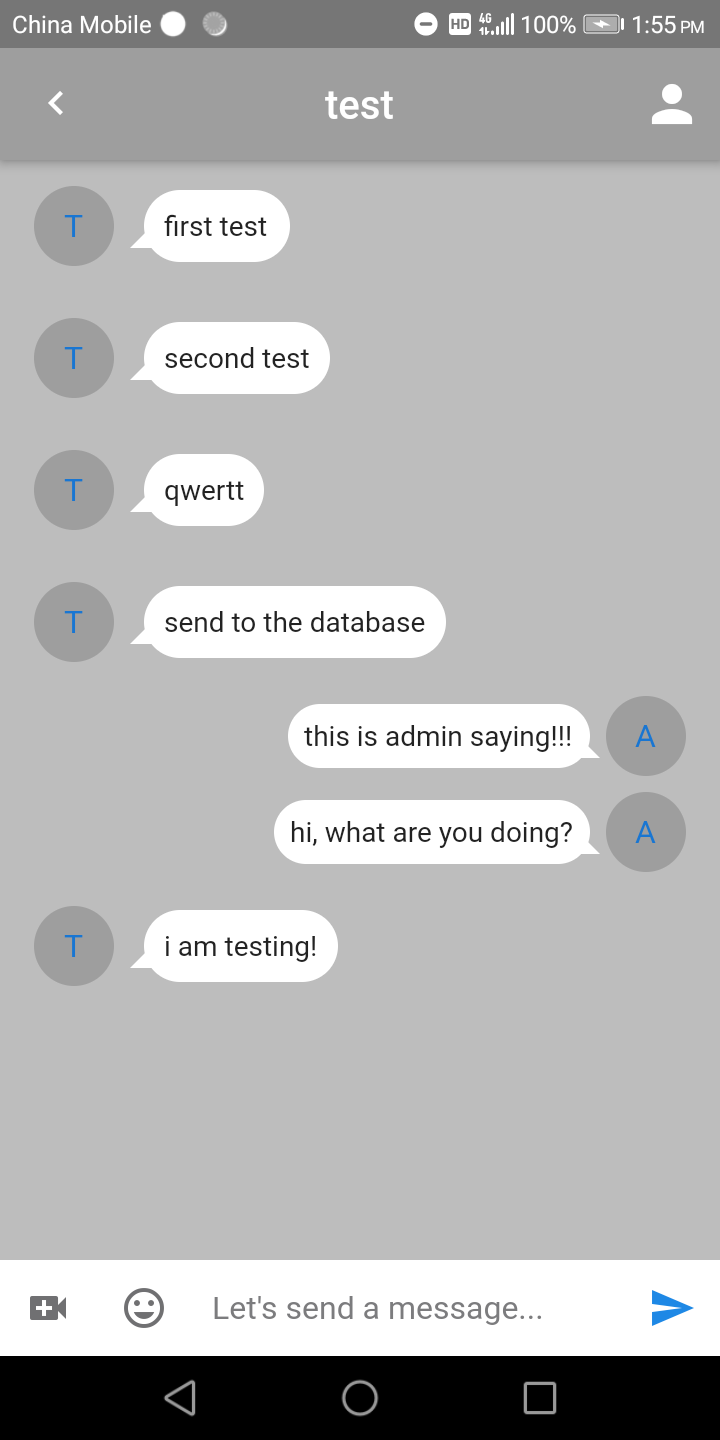 China Mobile HD 4G 100% 1:55 PM
test
T first test
T second test
T qwertt
T send to the database
this is admin saying!!! A
hi, what are you doing? A
T i am testing!
Let's send a message...